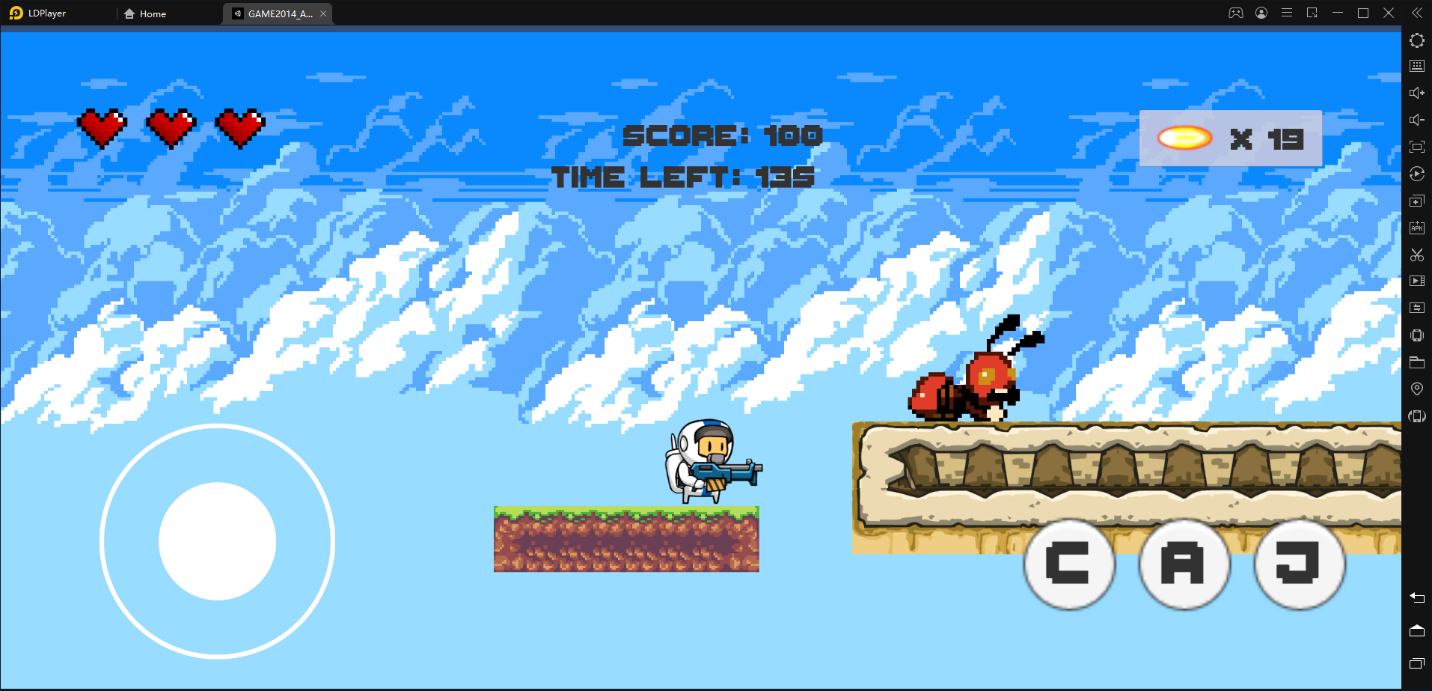 LDPlayer
Home
GAME2014_A...
SCORE: 100
X 19
TIME LEFT: 135
C A J